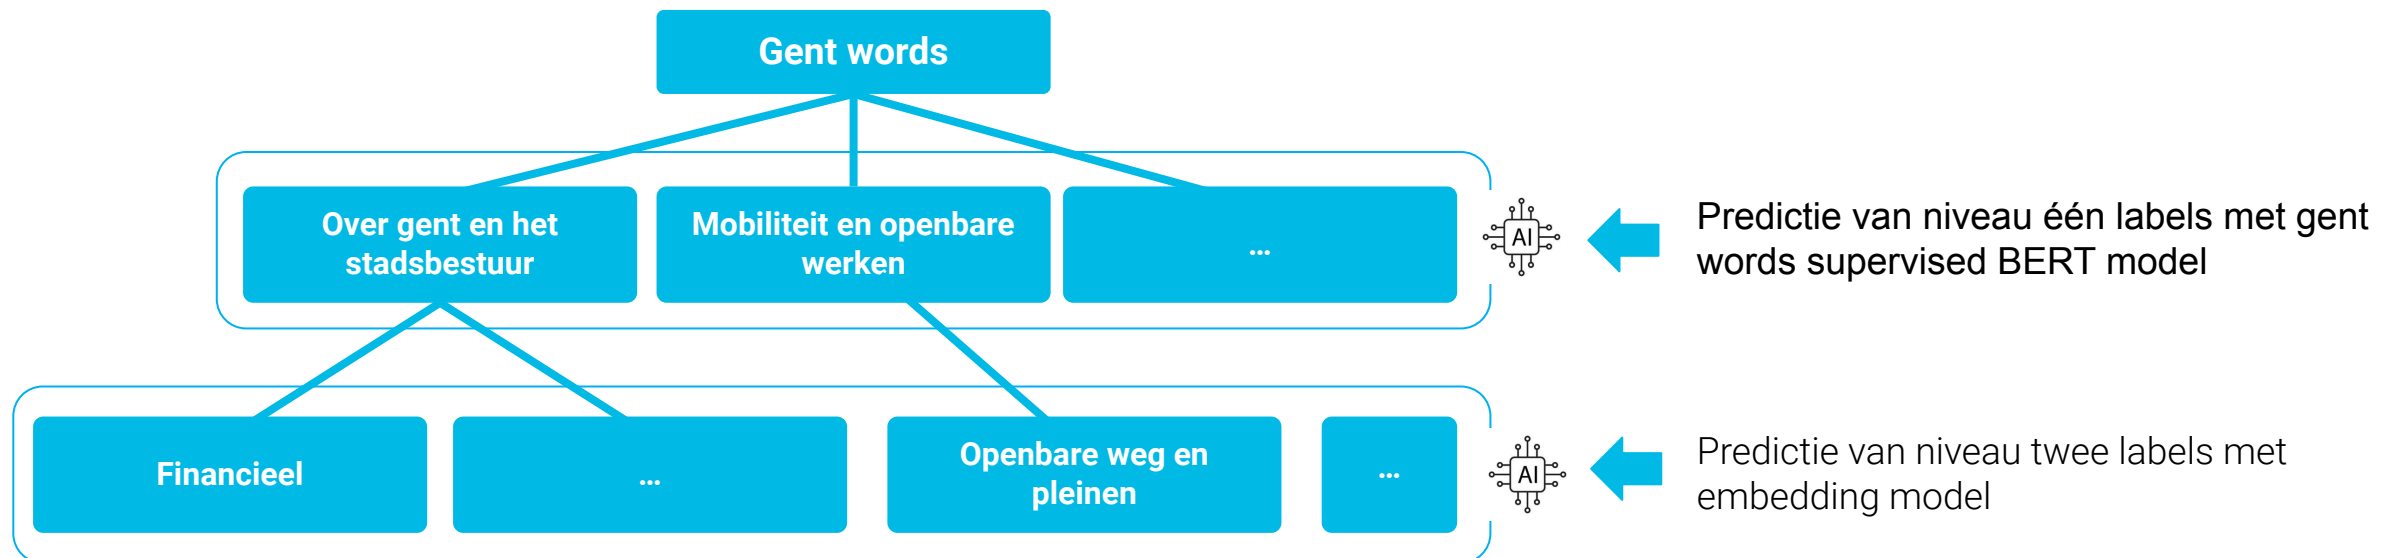 Gent words
Over gent en het
stadsbestuur
Mobiliteit en openbare
werken
...
AI
Predictie van niveau één labels met gent
words supervised BERT model
Financieel
...
Openbare weg en
pleinen
...
AI
Predictie van niveau twee labels met
embedding model